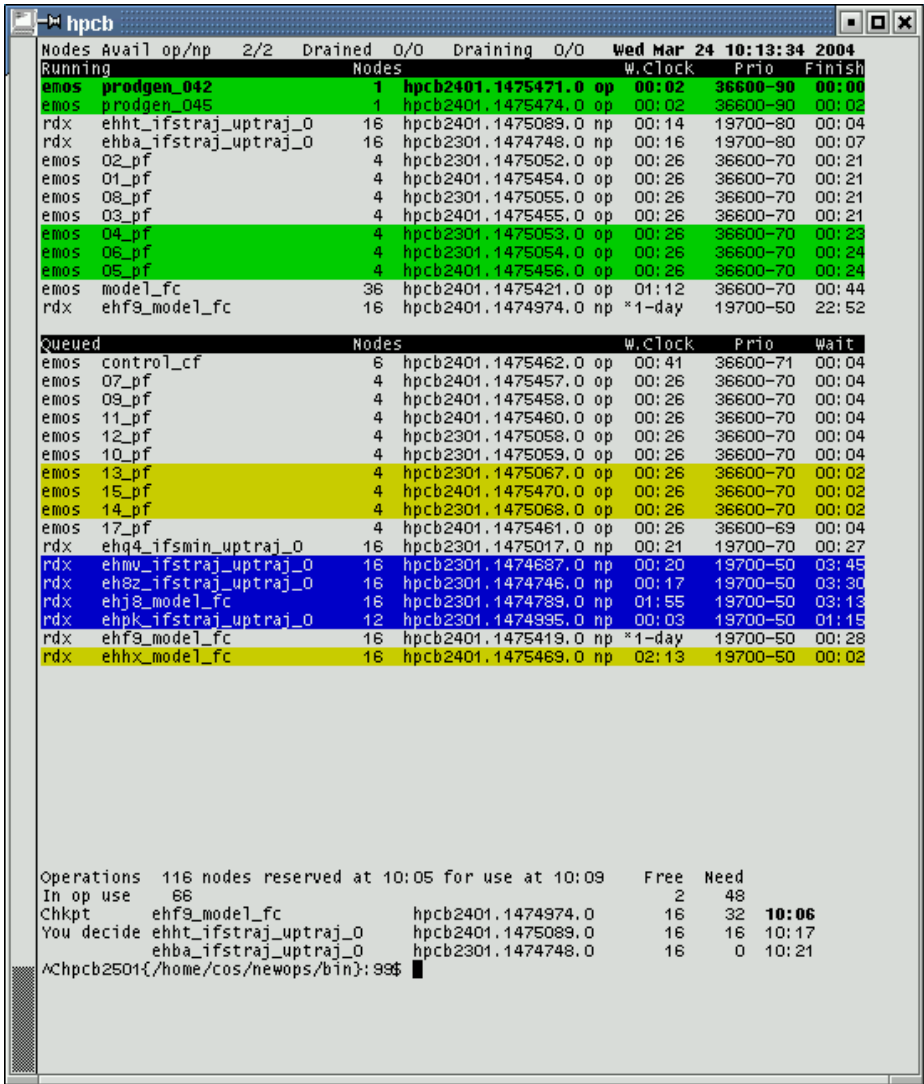 hpcb
Nodes Avail op/np 2/2 Drained 0/0 Draining 0/0 Wed Mar 24 10:13:34 2004
Running Nodes W.Clock Prio Finish
emos prodgen_042 1 hpcb2401.1475471.0 op 00:02 36600-90 00:00
emos prodgen_045 1 hpcb2401.1475474.0 op 00:02 36600-90 00:02
rdx ehht_ifstraj_uptraj_0 16 hpcb2401.1475089.0 np 00:14 19700-80 00:04
rdx ehba_ifstraj_uptraj_0 16 hpcb2301.1474748.0 np 00:16 19700-80 00:07
emos 02_pf 4 hpcb2301.1475052.0 op 00:26 36600-70 00:21
emos 01_pf 4 hpcb2401.1475454.0 op 00:26 36600-70 00:21
emos 08_pf 4 hpcb2301.1475055.0 op 00:26 36600-70 00:21
emos 03_pf 4 hpcb2401.1475455.0 op 00:26 36600-70 00:21
emos 04_pf 4 hpcb2301.1475053.0 op 00:26 36600-70 00:23
emos 06_pf 4 hpcb2301.1475054.0 op 00:26 36600-70 00:24
emos 05_pf 4 hpcb2401.1475456.0 op 00:26 36600-70 00:24
emos model_fc 36 hpcb2401.1475421.0 op 01:12 36600-70 00:44
rdx ehf9_model_fc 16 hpcb2401.1474974.0 np *1-day 19700-50 22:52
Queued Nodes W.Clock Prio Wait
emos control_cf 6 hpcb2401.1475462.0 op 00:41 36600-71 00:04
emos 07_pf 4 hpcb2401.1475457.0 op 00:26 36600-70 00:04
emos 09_pf 4 hpcb2401.1475458.0 op 00:26 36600-70 00:04
emos 11_pf 4 hpcb2401.1475460.0 op 00:26 36600-70 00:04
emos 12_pf 4 hpcb2301.1475058.0 op 00:26 36600-70 00:04
emos 10_pf 4 hpcb2301.1475059.0 op 00:26 36600-70 00:04
emos 13_pf 4 hpcb2301.1475067.0 op 00:26 36600-70 00:02
emos 15_pf 4 hpcb2401.1475470.0 op 00:26 36600-70 00:02
emos 14_pf 4 hpcb2301.1475068.0 op 00:26 36600-70 00:02
emos 17_pf 4 hpcb2401.1475461.0 op 00:26 36600-69 00:04
rdx ehq4_ifsmin_uptraj_0 16 hpcb2301.1475017.0 np 00:21 19700-70 00:27
rdx ehmv_ifstraj_uptraj_0 16 hpcb2301.1474687.0 np 00:20 19700-50 03:45
rdx eh8z_ifstraj_uptraj_0 16 hpcb2301.1474746.0 np 00:17 19700-50 03:30
rdx ehj8_model_fc 16 hpcb2301.1474789.0 np 01:55 19700-50 03:13
rdx ehpk_ifstraj_uptraj_0 12 hpcb2301.1474995.0 np 00:03 19700-50 01:15
rdx ehf9_model_fc 16 hpcb2401.1475419.0 np *1-day 19700-50 00:28
rdx ehhx_model_fc 16 hpcb2401.1475469.0 np 02:13 19700-50 00:02
Operations 116 nodes reserved at 10:05 for use at 10:09 Free Need
In op use 66 2 48
Chkpt ehf9_model_fc hpcb2401.1474974.0 16 32 10:06
You decide ehht_ifstraj_uptraj_0 hpcb2401.1475089.0 16 16 10:17
ehba_ifstraj_uptraj_0 hpcb2301.1474748.0 16 0 10:21
^Chpcb2501{/home/cos/newops/bin}:99$